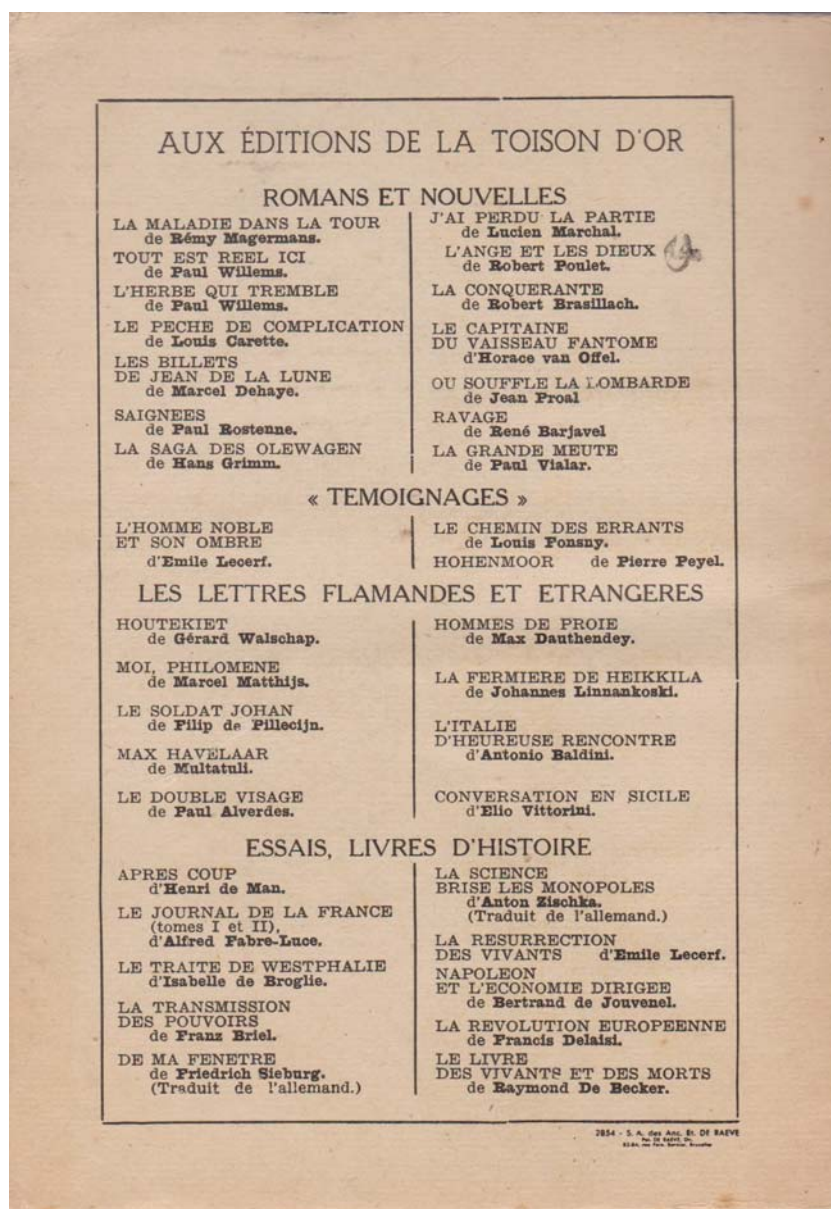 AUX ÉDITIONS DE LA TOISON D'OR
ROMANS ET NOUVELLES
LA MALADIE DANS LA TOUR
de Rémy Magermans.
TOUT EST REEL ICI
de Paul Willems.
L'HERBE QUI TREMBLE
de Paul Willems.
LE PECHE DE COMPLICATION
de Louis Carette.
LES BILLETS
DE JEAN DE LA LUNE
de Marcel Dehaye.
SAIGNEES
de Paul Rostenne.
LA SAGA DES OLEWAGEN
de Hans Grimm.
J'AI PERDU LA PARTIE
de Lucien Marchal.
L'ANGE ET LES DIEUX
de Robert Poulet.
LA CONQUERANTE
de Robert Brasillach.
LE CAPITAINE
DU VAISSEAU FANTOME
d'Horace van Offel.
OU SOUFFLE LA LOMBARDE
de Jean Proal
RAVAGE
de René Barjavel
LA GRANDE MEUTE
de Paul Vialar.
« TEMOIGNAGES »
L'HOMME NOBLE
ET SON OMBRE
d'Emile Lecerf.
LE CHEMIN DES ERRANTS
de Louis Fonsny.
HOHENMOOR de Pierre Peyel.
LES LETTRES FLAMANDES ET ETRANGERES
HOUTEKIET
de Gérard Walschap.
MOI, PHILOMENE
de Marcel Matthijs.
LE SOLDAT JOHAN
de Filip de Pillecijn.
MAX HAVELAAR
de Multatuli.
LE DOUBLE VISAGE
de Paul Alverdes.
HOMMES DE PROIE
de Max Dauthendey.
LA FERMIERE DE HEIKKILA
de Johannes Linnankoski.
L'ITALIE
D'HEUREUSE RENCONTRE
d'Antonio Baldini.
CONVERSATION EN SICILE
d'Elio Vittorini.
ESSAIS, LIVRES D'HISTOIRE
APRES COUP
d'Henri de Man.
LE JOURNAL DE LA FRANCE
(tomes I et II),
d'Alfred Fabre-Luce.
LE TRAITE DE WESTPHALIE
d'Isabelle de Broglie.
LA TRANSMISSION
DES POUVOIRS
de Franz Briel.
DE MA FENETRE
de Friedrich Sieburg.
(Traduit de l'allemand.)
LA SCIENCE
BRISE LES MONOPOLES
d'Anton Zischka.
(Traduit de l'allemand.)
LA RESURRECTION
DES VIVANTS d'Emile Lecerf.
NAPOLEON
ET L'ECONOMIE DIRIGEE
de Bertrand de Jouvenel.
LA REVOLUTION EUROPEENNE
de Francis Delaisi.
LE LIVRE
DES VIVANTS ET DES MORTS
de Raymond De Becker.
2854 - S. A. des Anc. Et. DE RAEVE